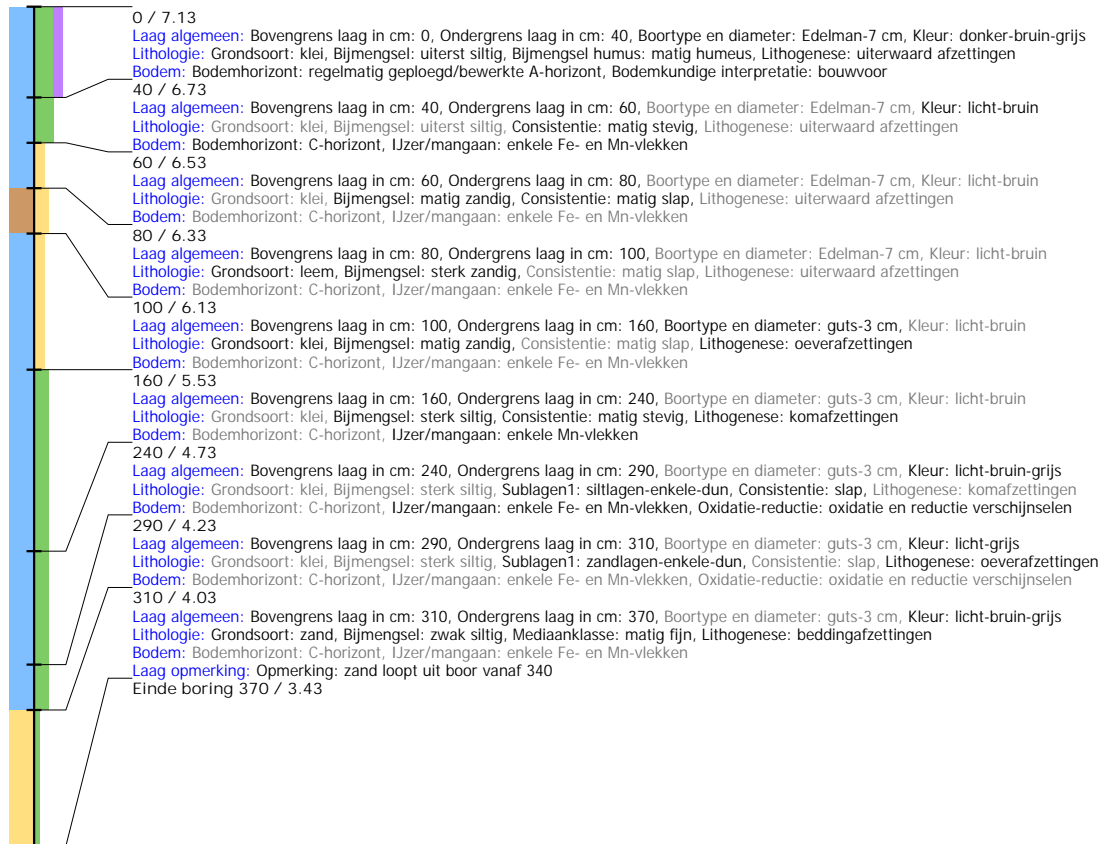 0 / 7.13
Laag algemeen: Bovengrens laag in cm: 0, Ondergrens laag in cm: 40, Boortype en diameter: Edelman-7 cm, Kleur: donker-bruin-grijs
Lithologie: Grondsoort: klei, Bijmengsel: uiterst siltig, Bijmengsel humus: matig humeus, Lithogenese: uiterwaard afzettingen
Bodem: Bodemhorizont: regelmatig geploegd/bewerkte A-horizont, Bodemkundige interpretatie: bouwvoor
40 / 6.73
Laag algemeen: Bovengrens laag in cm: 40, Ondergrens laag in cm: 60, Boortype en diameter: Edelman-7 cm, Kleur: licht-bruin
Lithologie: Grondsoort: klei, Bijmengsel: uiterst siltig, Consistentie: matig stevig, Lithogenese: uiterwaard afzettingen
Bodem: Bodemhorizont: C-horizont, IJzer/mangaan: enkele Fe- en Mn-vlekken
60 / 6.53
Laag algemeen: Bovengrens laag in cm: 60, Ondergrens laag in cm: 80, Boortype en diameter: Edelman-7 cm, Kleur: licht-bruin
Lithologie: Grondsoort: klei, Bijmengsel: matig zandig, Consistentie: matig slap, Lithogenese: uiterwaard afzettingen
Bodem: Bodemhorizont: C-horizont, IJzer/mangaan: enkele Fe- en Mn-vlekken
80 / 6.33
Laag algemeen: Bovengrens laag in cm: 80, Ondergrens laag in cm: 100, Boortype en diameter: Edelman-7 cm, Kleur: licht-bruin
Lithologie: Grondsoort: leem, Bijmengsel: sterk zandig, Consistentie: matig slap, Lithogenese: uiterwaard afzettingen
Bodem: Bodemhorizont: C-horizont, IJzer/mangaan: enkele Fe- en Mn-vlekken
100 / 6.13
Laag algemeen: Bovengrens laag in cm: 100, Ondergrens laag in cm: 160, Boortype en diameter: guts-3 cm, Kleur: licht-bruin
Lithologie: Grondsoort: klei, Bijmengsel: matig zandig, Consistentie: matig slap, Lithogenese: oeverafzettingen
Bodem: Bodemhorizont: C-horizont, IJzer/mangaan: enkele Fe- en Mn-vlekken
160 / 5.53
Laag algemeen: Bovengrens laag in cm: 160, Ondergrens laag in cm: 240, Boortype en diameter: guts-3 cm, Kleur: licht-bruin
Lithologie: Grondsoort: klei, Bijmengsel: sterk siltig, Consistentie: matig stevig, Lithogenese: komafzettingen
Bodem: Bodemhorizont: C-horizont, IJzer/mangaan: enkele Mn-vlekken
240 / 4.73
Laag algemeen: Bovengrens laag in cm: 240, Ondergrens laag in cm: 290, Boortype en diameter: guts-3 cm, Kleur: licht-bruin-grijs
Lithologie: Grondsoort: klei, Bijmengsel: sterk siltig, Sublagen1: siltlagen-enkele-dun, Consistentie: slap, Lithogenese: komafzettingen
Bodem: Bodemhorizont: C-horizont, IJzer/mangaan: enkele Fe- en Mn-vlekken, Oxidatie-reductie: oxidatie en reductie verschijnselen
290 / 4.23
Laag algemeen: Bovengrens laag in cm: 290, Ondergrens laag in cm: 310, Boortype en diameter: guts-3 cm, Kleur: licht-grijs
Lithologie: Grondsoort: klei, Bijmengsel: sterk siltig, Sublagen1: zandlagen-enkele-dun, Consistentie: slap, Lithogenese: oeverafzettingen
Bodem: Bodemhorizont: C-horizont, IJzer/mangaan: enkele Fe- en Mn-vlekken, Oxidatie-reductie: oxidatie en reductie verschijnselen
310 / 4.03
Laag algemeen: Bovengrens laag in cm: 310, Ondergrens laag in cm: 370, Boortype en diameter: guts-3 cm, Kleur: licht-bruin-grijs
Lithologie: Grondsoort: zand, Bijmengsel: zwak siltig, Mediaanklasse: matig fijn, Lithogenese: beddingafzettingen
Bodem: Bodemhorizont: C-horizont, IJzer/mangaan: enkele Fe- en Mn-vlekken
Laag opmerking: Opmerking: zand loopt uit boor vanaf 340
Einde boring 370 / 3.43